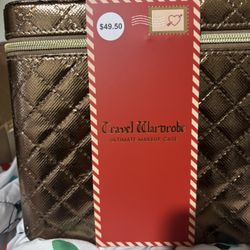 $49.50
Travel Wardrobe
ULTIMATE MAKEUP CASE